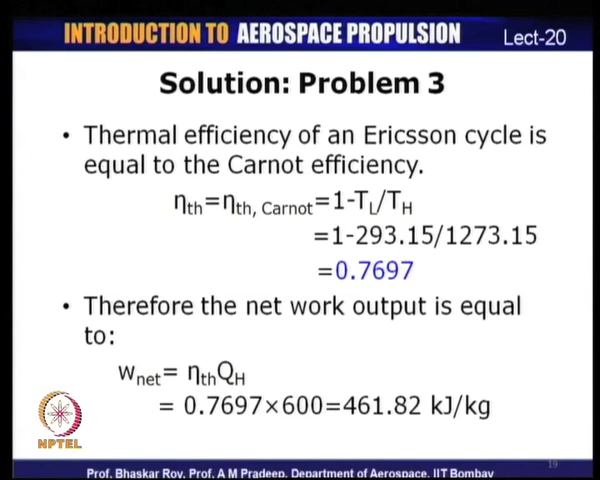 INTRODUCTION TO AEROSPACE PROPULSION
Lect-20
Solution: Problem 3
• Thermal efficiency of an Ericsson cycle is
equal to the Carnot efficiency.
ηth=ηth, Carnot=1-TL/TH
=1-293.15/1273.15
=0.7697
• Therefore the net work output is equal
to:
wnet= ηthQH
= 0.7697×600=461.82 kJ/kg
NPTEL
19
Prof. Bhaskar Roy, Prof. A M Pradeep, Department of Aerospace, IIT Bombay